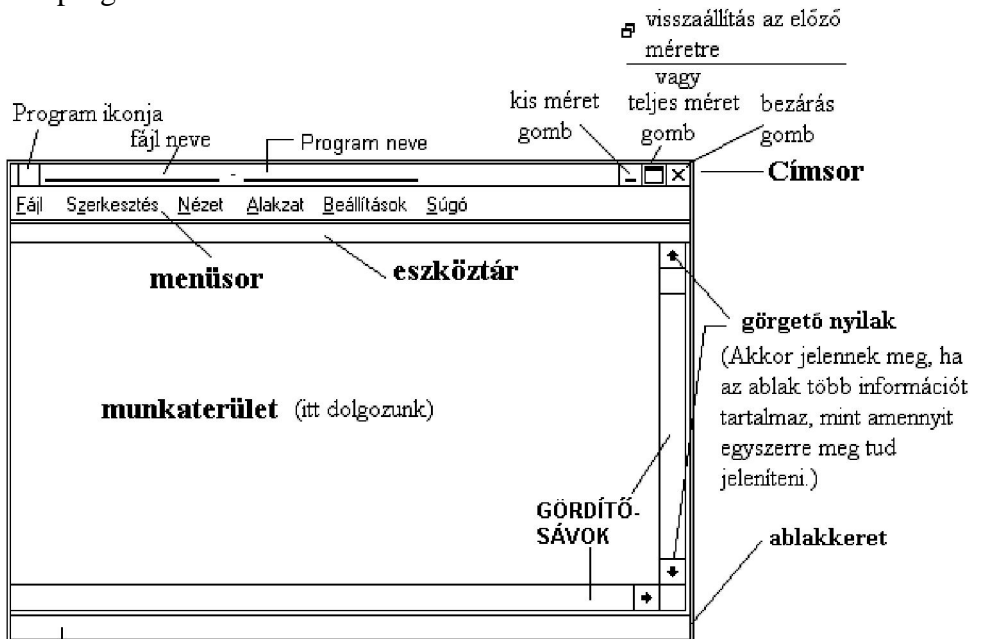 visszaállítás az előző
méretre
vagy
kis méret
gomb
teljes méret
gomb
bezárás
gomb
Program ikonja
fájl neve
Program neve
Címsor
Fájl Szerkesztés Nézet Alakzat Beállítások Súgó
menüsor
eszköztár
görgető nyilak
(Akkor jelennek meg, ha
az ablak több információt
tartalmaz, mint amennyit
egyszerre meg tud
jeleníteni.)
munkaterület (itt dolgozunk)
GÖRDÍTŐ-
SÁVOK
ablakkeret